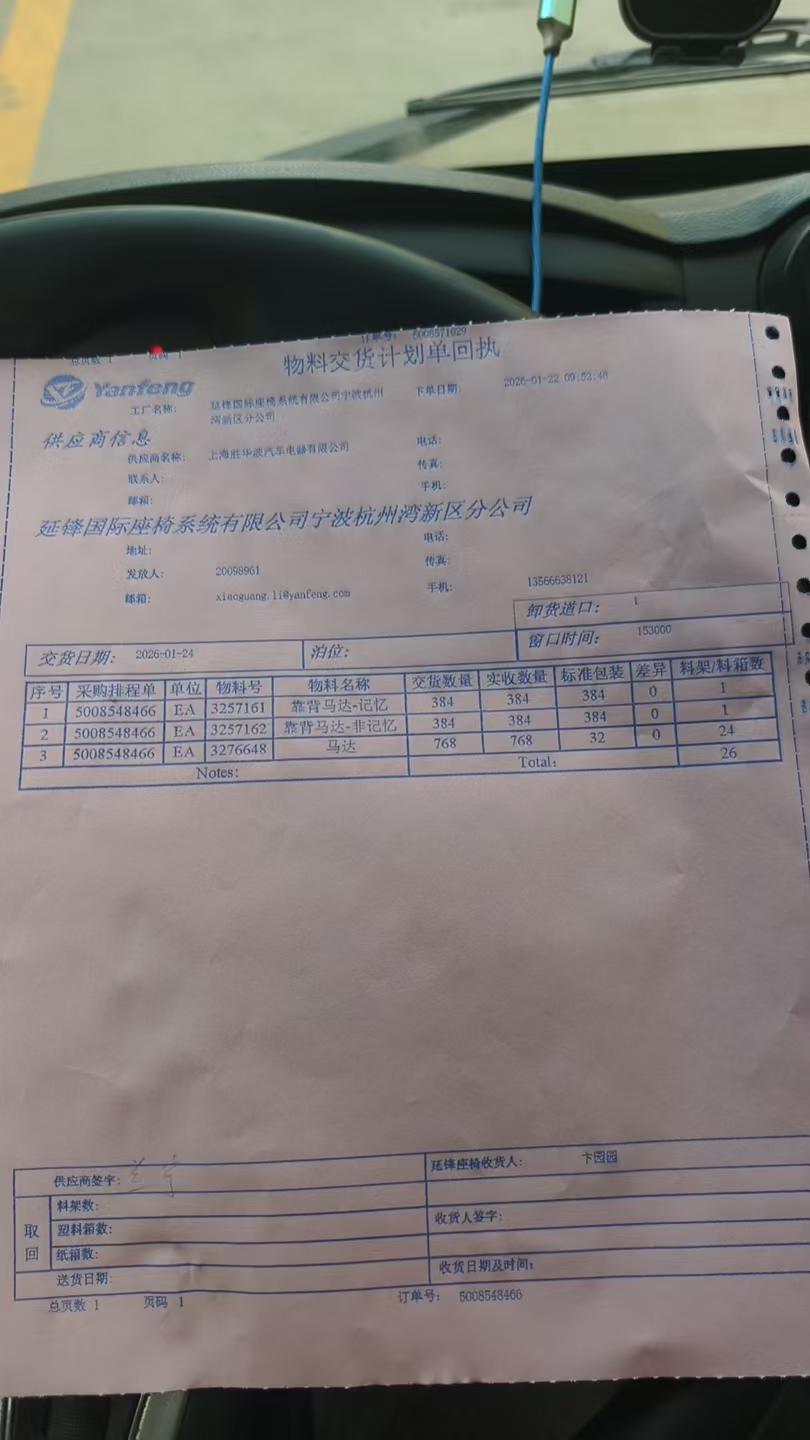 总页数 1 页码 1 订单号: 5008571029
物料交货计划单回执
Yanfeng
工厂名称: 延锋国际座椅系统有限公司宁波杭州湾新区分公司 下单日期: 2026-01-22 09:52:46
供应商信息
供应商名称: 上海胜华波汽车电器有限公司 电话:
联系人: 传真:
邮箱: 手机:
延锋国际座椅系统有限公司宁波杭州湾新区分公司
地址: 电话:
发放人: 20098961 传真:
邮箱: xiaoguang.li@yanfeng.com 手机: 13566638121
卸货道口: 1
交货日期: 2026-01-24 泊位: 窗口时间: 153000
序号 采购排程单 单位 物料号 物料名称 交货数量 实收数量 标准包装 差异 料架/料箱数
1 5008548466 EA 3257161 靠背马达-记忆 384 384 384 0 1
2 5008548466 EA 3257162 靠背马达-非记忆 384 384 384 0 1
3 5008548466 EA 3276648 马达 768 768 32 0 24
Notes: Total: 26
供应商签字: 延锋座椅收货人: 卞园园
取回
料架数:
塑料箱数: 收货人签字:
纸箱数:
送货日期: 收货日期及时间:
总页数 1 页码 1 订单号: 5008548466